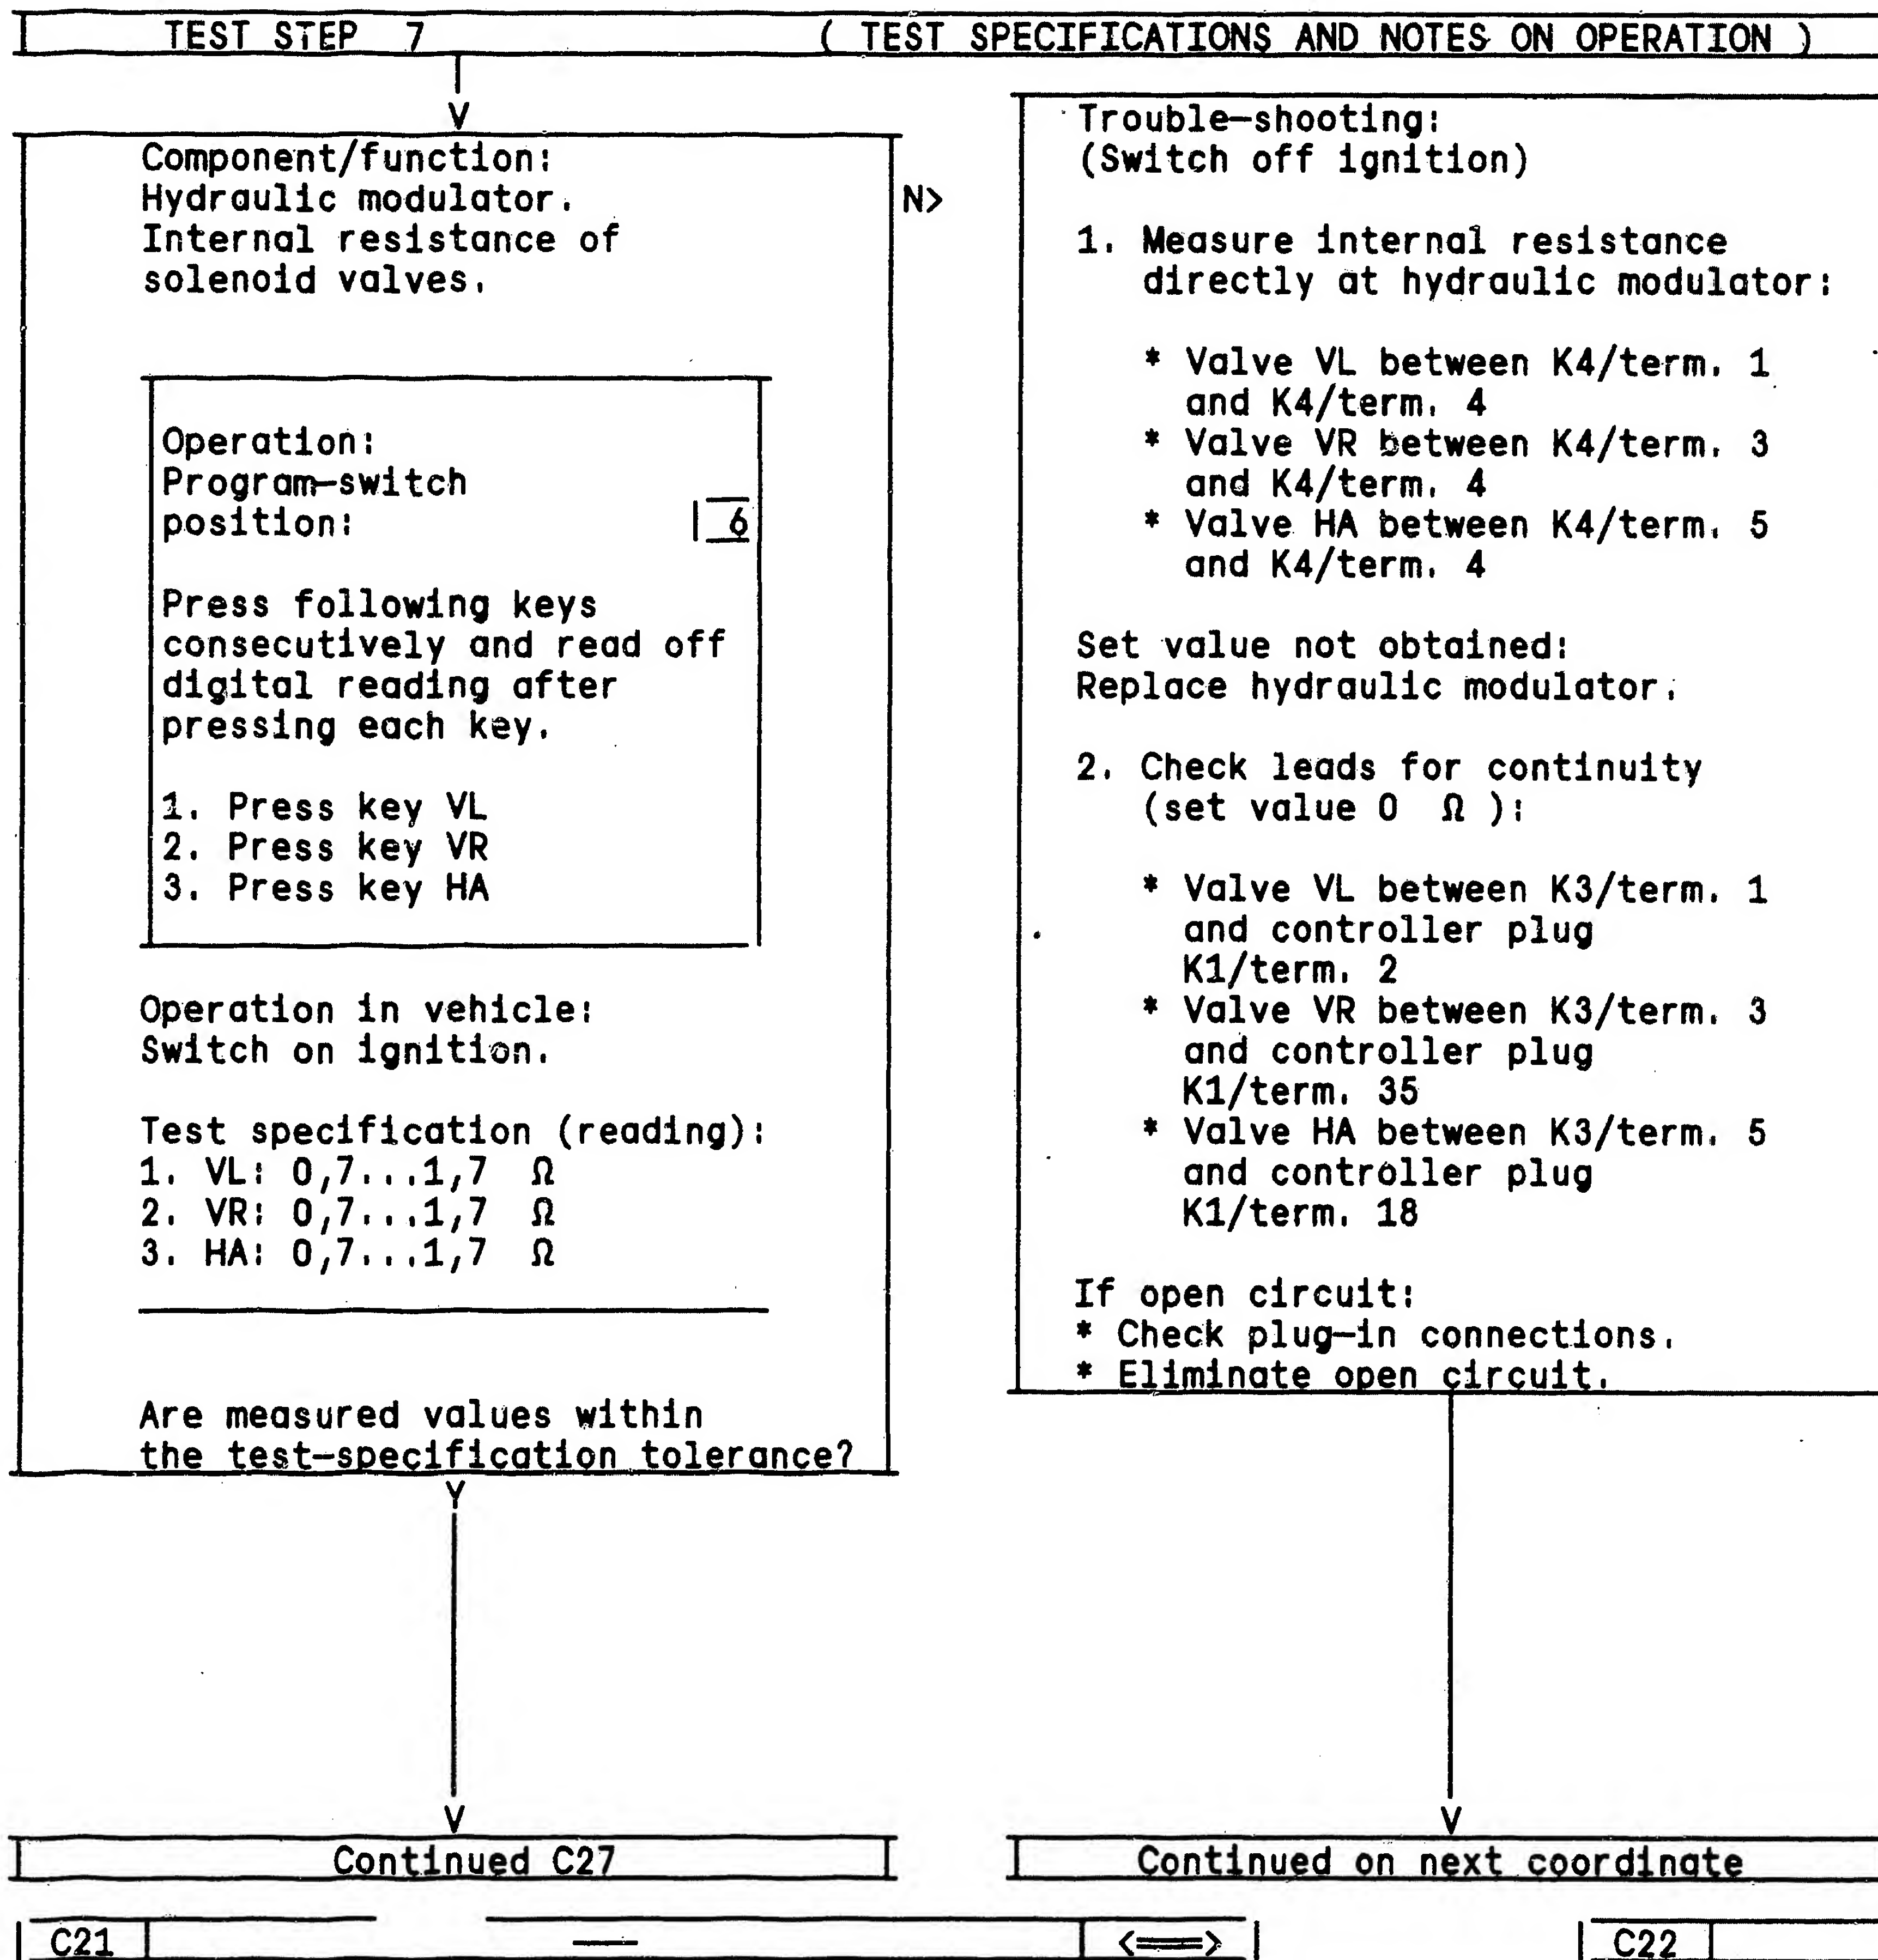 TEST STEP 7 ( TEST SPECIFICATIONS AND NOTES ON OPERATION )
Component/function:
Hydraulic modulator.
Internal resistance of
solenoid valves.
N>
Operation:
Program-switch
position: 6
Press following keys
consecutively and read off
digital reading after
pressing each key.
1. Press key VL
2. Press key VR
3. Press key HA
Operation in vehicle:
Switch on ignition.
Test specification (reading):
1. VL: 0,7...1,7 Ω
2. VR: 0,7...1,7 Ω
3. HA: 0,7...1,7 Ω
Are measured values within
the test-specification tolerance?
Y
V
Continued C27
Trouble-shooting:
(Switch off ignition)
1. Measure internal resistance
directly at hydraulic modulator:
* Valve VL between K4/term. 1
and K4/term. 4
* Valve VR between K4/term. 3
and K4/term. 4
* Valve HA between K4/term. 5
and K4/term. 4
Set value not obtained:
Replace hydraulic modulator.
2. Check leads for continuity
(set value 0 Ω ):
* Valve VL between K3/term. 1
and controller plug
K1/term. 2
* Valve VR between K3/term. 3
and controller plug
K1/term. 35
* Valve HA between K3/term. 5
and controller plug
K1/term. 18
If open circuit:
* Check plug-in connections.
* Eliminate open circuit.
V
Continued on next coordinate
C21 — <===> C22